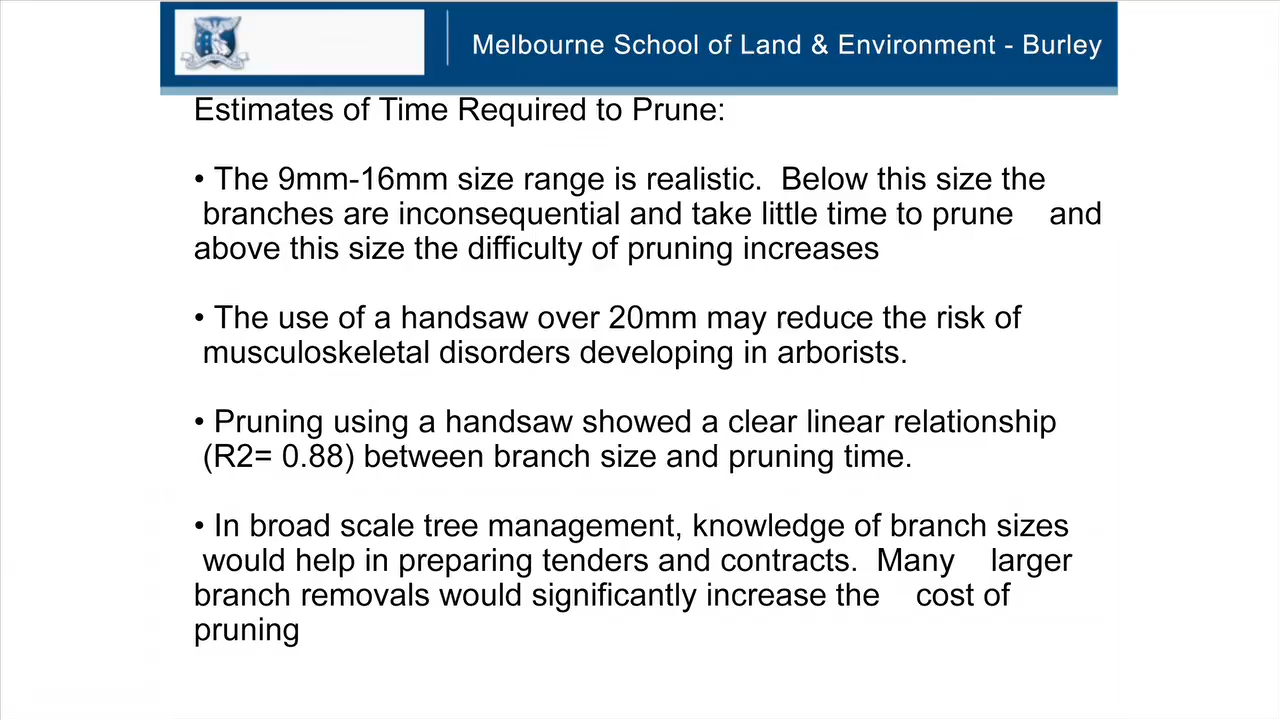 Melbourne School of Land & Environment - Burley
Estimates of Time Required to Prune:
• The 9mm-16mm size range is realistic.  Below this size the
branches are inconsequential and take little time to prune    and
above this size the difficulty of pruning increases
• The use of a handsaw over 20mm may reduce the risk of
musculoskeletal disorders developing in arborists.
• Pruning using a handsaw showed a clear linear relationship
(R2= 0.88) between branch size and pruning time.
• In broad scale tree management, knowledge of branch sizes
would help in preparing tenders and contracts.  Many    larger
branch removals would significantly increase the    cost of
pruning